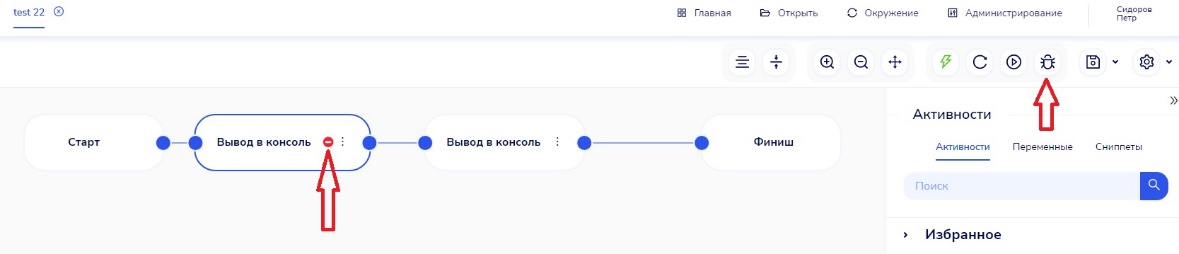 test 22
Главная
Открыть
Окружение
Администрирование
Сидоров
Петр
Старт
Вывод в консоль
Вывод в консоль
Финиш
Активности
Активности
Переменные
Сниппеты
Поиск
Избранное